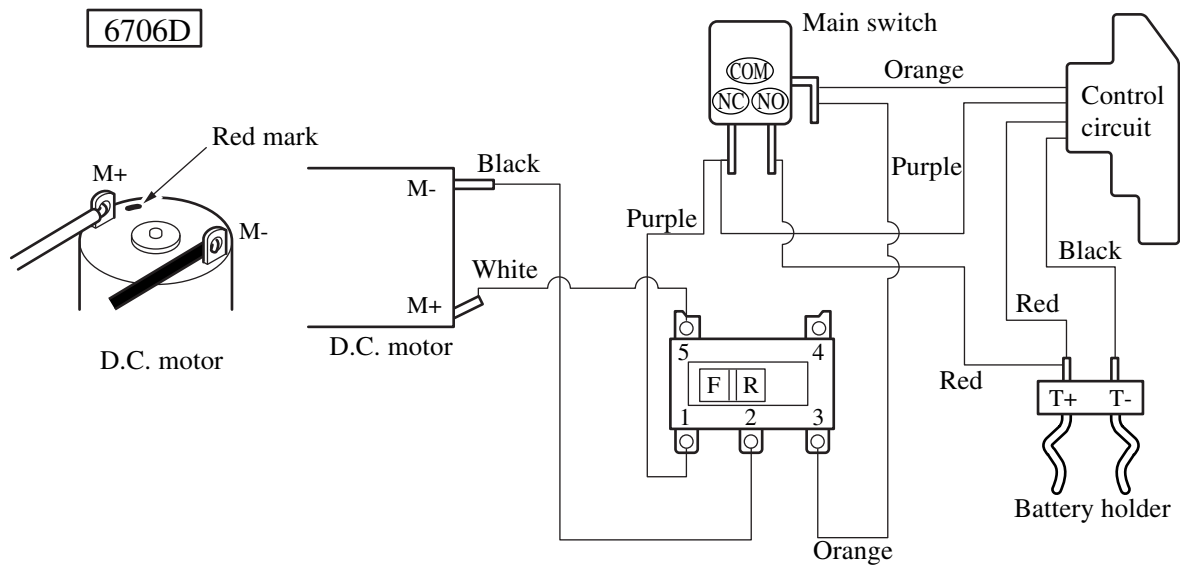 6706D
Main switch
COM
NC NO
Orange
Control
circuit
Red mark
M+
M-
D.C. motor
M-
Black
M+
White
D.C. motor
Purple
Purple
Black
Red
Red
5 4
F R
1 2 3
Orange
T+ T-
Battery holder